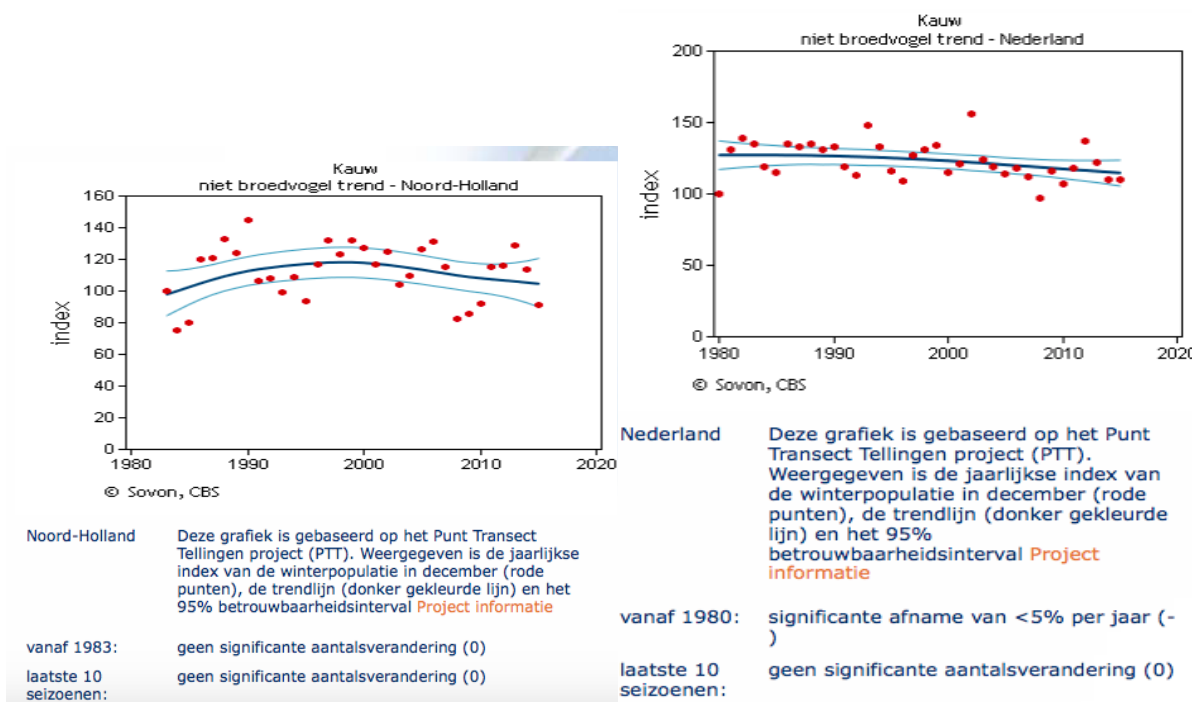 Kauw
niet broedvogel trend - Noord-Holland
160
140
120
100
80
60
40
20
0
index
1980
1990
2000
2010
2020
© Sovon, CBS
Noord-Holland
Deze grafiek is gebaseerd op het Punt Transect
Tellingen project (PTT). Weergegeven is de jaarlijkse
index van de winterpopulatie in december (rode
punten), de trendlijn (donker gekleurde lijn) en het
95% betrouwbaarheidsinterval Project informatie
vanaf 1983:
geen significante aantalsverandering (0)
laatste 10
seizoenen:
geen significante aantalsverandering (0)
Kauw
niet broedvogel trend - Nederland
200
150
100
50
0
index
1980
1990
2000
2010
202
© Sovon, CBS
Nederland
Deze grafiek is gebaseerd op het Punt
Transect Tellingen project (PTT).
Weergegeven is de jaarlijkse index van
de winterpopulatie in december (rode
punten), de trendlijn (donker gekleurde
lijn) en het 95%
betrouwbaarheidsinterval Project
informatie
vanaf 1980:
significante afname van <5% per jaar (-
)
laatste 10
seizoenen:
geen significante aantalsverandering (0)